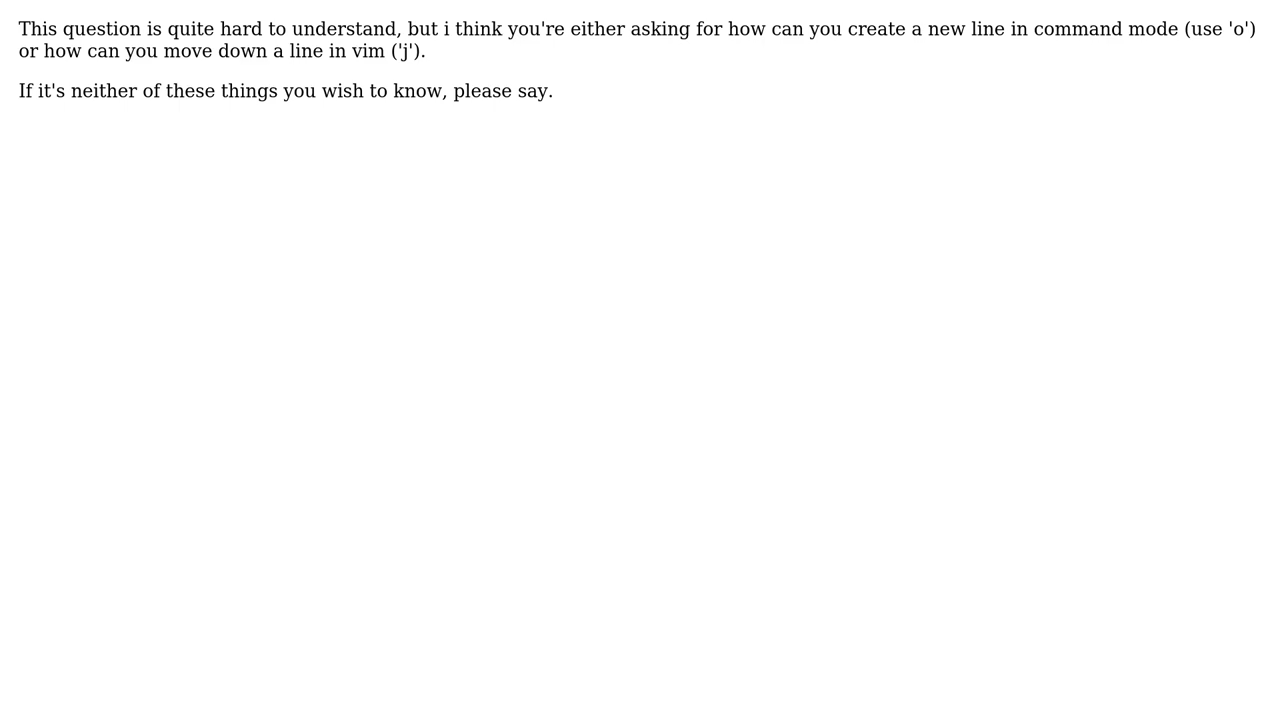 This question is quite hard to understand, but i think you're either asking for how can you create a new line in command mode (use 'o')
or how can you move down a line in vim ('j').
If it's neither of these things you wish to know, please say.